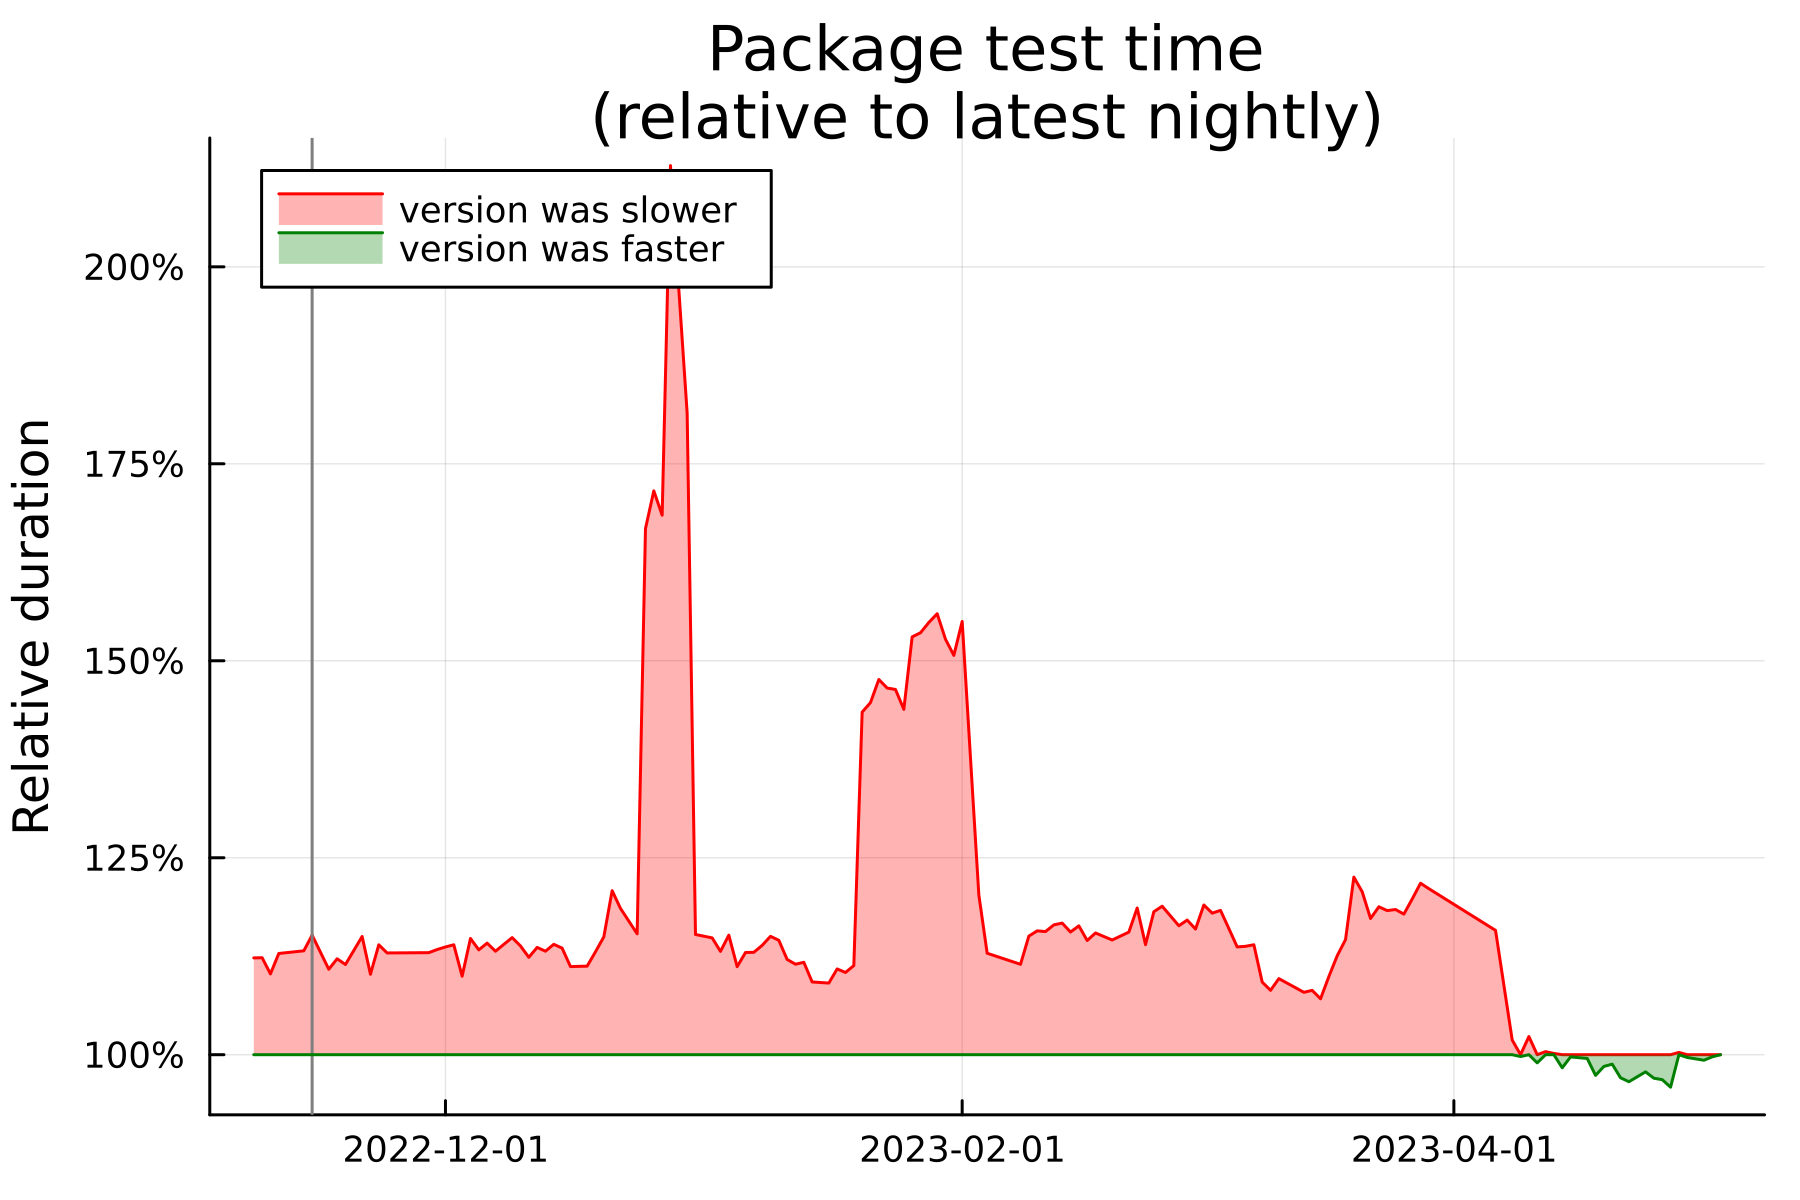 Package test time
(relative to latest nightly)
version was slower
version was faster
200%
175%
150%
125%
100%
Relative duration
2022-12-01
2023-02-01
2023-04-01